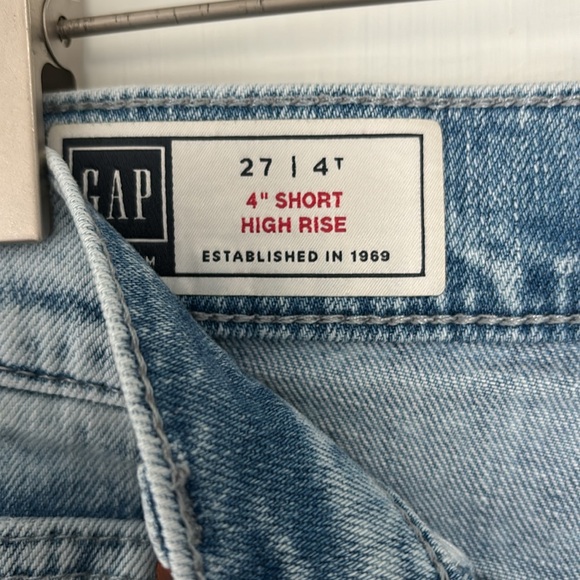 GAP
27 | 4T
4" SHORT
HIGH RISE
ESTABLISHED IN 1969